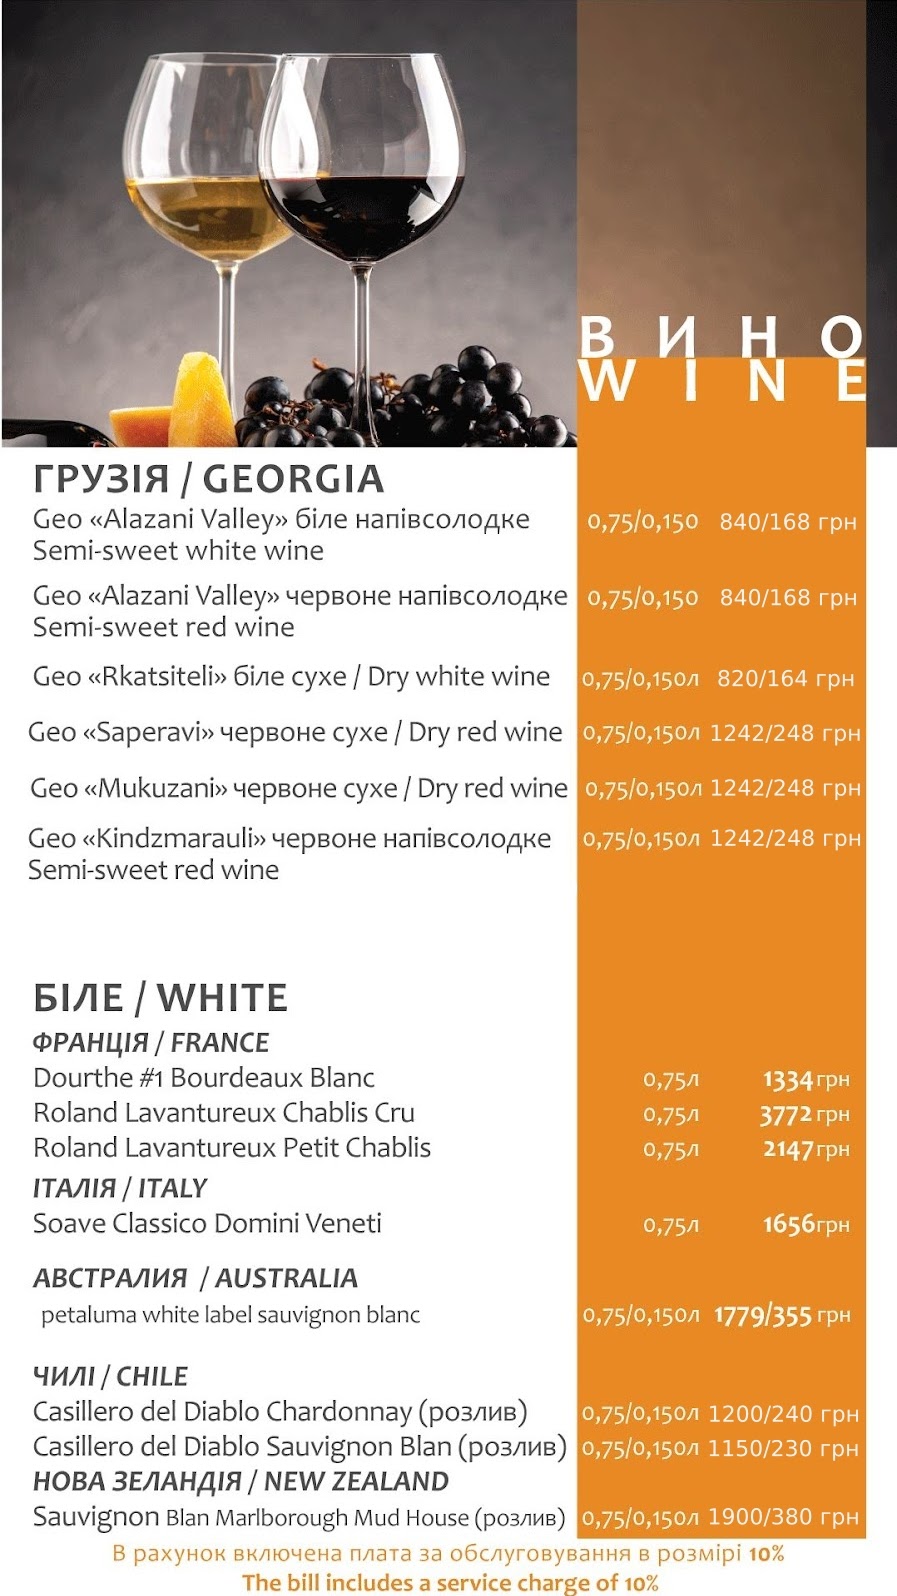 ВИНО
WINE
ГРУЗІЯ / GEORGIA
Geo «Alazani Valley» біле напівсолодке 0,75/0,150 840/168 грн
Semi-sweet white wine
Geo «Alazani Valley» червоне напівсолодке 0,75/0,150 840/168 грн
Semi-sweet red wine
Geo «Rkatsiteli» біле сухе / Dry white wine 0,75/0,150л 820/164 грн
Geo «Saperavi» червоне сухе / Dry red wine 0,75/0,150л 1242/248 грн
Geo «Mukuzani» червоне сухе / Dry red wine 0,75/0,150л 1242/248 грн
Geo «Kindzmarauli» червоне напівсолодке 0,75/0,150л 1242/248 грн
Semi-sweet red wine
БІЛЕ / WHITE
ФРАНЦІЯ / FRANCE
Dourthe #1 Bourdeaux Blanc 0,75л 1334грн
Roland Lavantureux Chablis Cru 0,75л 3772 грн
Roland Lavantureux Petit Chablis 0,75л 2147грн
ІТАЛІЯ / ITALY
Soave Classico Domini Veneti 0,75л 1656грн
АВСТРАЛИЯ / AUSTRALIA
petaluma white label sauvignon blanc 0,75/0,150л 1779/355 грн
ЧИЛІ / CHILE
Casillero del Diablo Chardonnay (розлив) 0,75/0,150л 1200/240 грн
Casillero del Diablo Sauvignon Blan (розлив) 0,75/0,150л 1150/230 грн
НОВА ЗЕЛАНДІЯ / NEW ZEALAND
Sauvignon Blan Marlborough Mud House (розлив) 0,75/0,150л 1900/380 грн
В рахунок включена плата за обслуговування в розмірі 10%
The bill includes a service charge of 10%